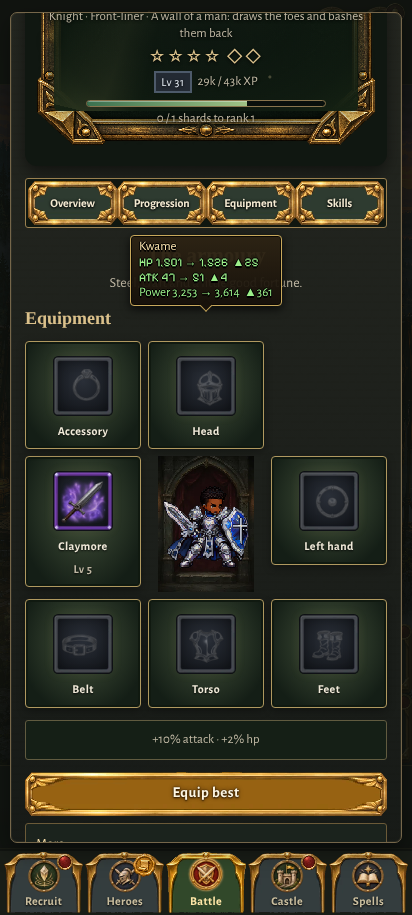 Knight · Front-liner · A wall of a man: draws the foes and bashes
them back
Lv 31 29k / 43k XP
0 / 1 shards to rank 1
Overview Progression Equipment Skills
Kwame
HP 1,801 → 1,826 ▲25
ATK 47 → 51 ▲4
Power 3,253 → 3,614 ▲361
Equipment
Accessory Head
Claymore Left hand
Lv 5
Belt Torso Feet
+10% attack · +2% hp
Equip best
Recruit Heroes Battle Castle Spells